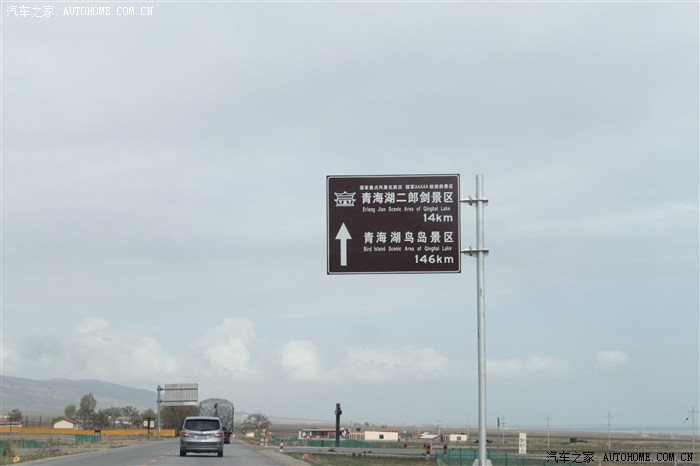 汽车之家 AUTOHOME.COM.CN
国家重点风景名胜区 国家AAAAA级旅游景区
青海湖二郎剑景区
Erlang Jian Scenic Area of Qinghai Lake
14km
青海湖鸟岛景区
Bird Island Scenic Area of Qinghai Lake
146km
汽车之家 AUTOHOME.COM.CN